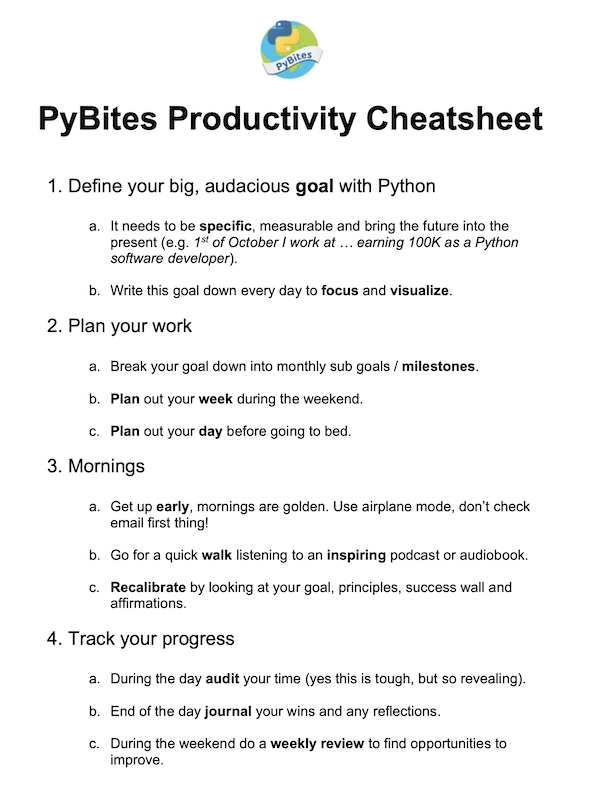 PyBites
PyBites Productivity Cheatsheet
1. Define your big, audacious goal with Python
a. It needs to be specific, measurable and bring the future into the
present (e.g. 1st of October I work at … earning 100K as a Python
software developer).
b. Write this goal down every day to focus and visualize.
2. Plan your work
a. Break your goal down into monthly sub goals / milestones.
b. Plan out your week during the weekend.
c. Plan out your day before going to bed.
3. Mornings
a. Get up early, mornings are golden. Use airplane mode, don’t check
email first thing!
b. Go for a quick walk listening to an inspiring podcast or audiobook.
c. Recalibrate by looking at your goal, principles, success wall and
affirmations.
4. Track your progress
a. During the day audit your time (yes this is tough, but so revealing).
b. End of the day journal your wins and any reflections.
c. During the weekend do a weekly review to find opportunities to
improve.